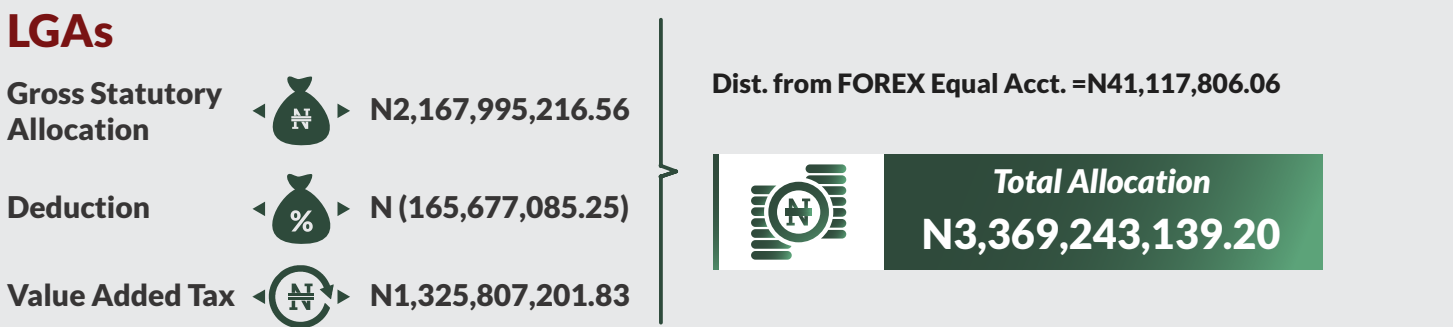 LGAs
Gross Statutory
Allocation
N2,167,995,216.56
Deduction
%
N (165,677,085.25)
Value Added Tax
N1,325,807,201.83
Dist. from FOREX Equal Acct. =N41,117,806.06
Total Allocation
N3,369,243,139.20